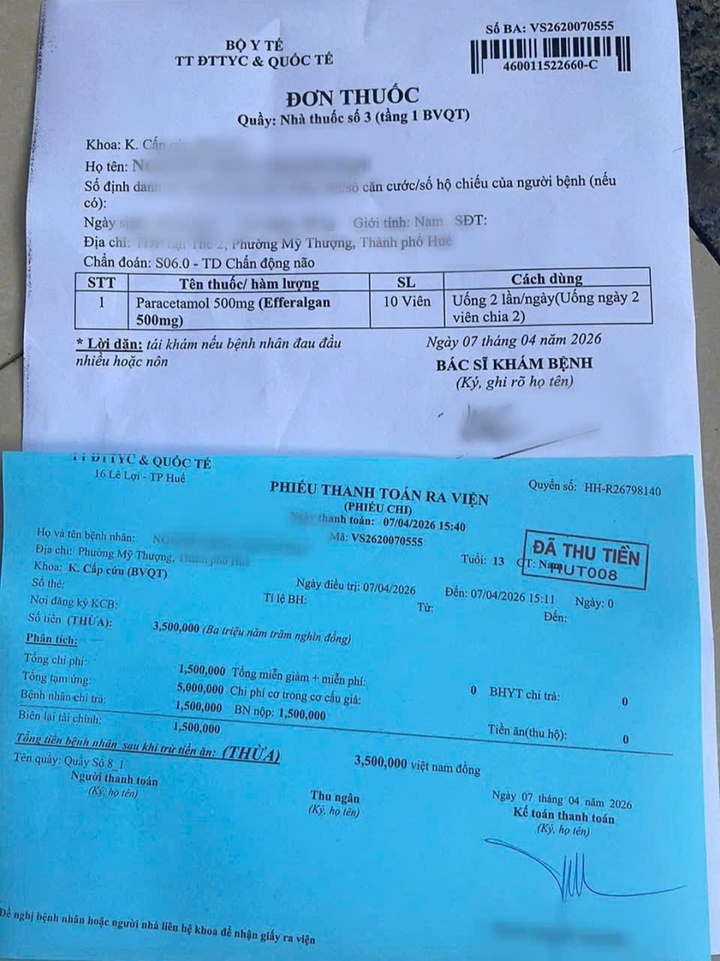 BỘ Y TẾ
TT ĐTTYC & QUỐC TẾ
Số BA: VS2620070555
460011522660-C
ĐƠN THUỐC
Quầy: Nhà thuốc số 3 (tầng 1 BVQT)
Khoa: K. Cấp
Họ tên:
Số định danh /số căn cước/số hộ chiếu của người bệnh (nếu
có):
Ngày Giới tính: Nam SĐT:
Địa chỉ: 2, Phường Mỹ Thượng, Thành phố Huế
Chẩn đoán: S06.0 - TD Chấn động não
STT Tên thuốc/ hàm lượng SL Cách dùng
1 Paracetamol 500mg (Efferalgan 10 Viên Uống 2 lần/ngày(Uống ngày 2
500mg) viên chia 2)
* Lời dặn: tái khám nếu bệnh nhân đau đầu
nhiều hoặc nôn
Ngày 07 tháng 04 năm 2026
BÁC SĨ KHÁM BỆNH
(Ký, ghi rõ họ tên)
TT ĐTTYC & QUỐC TẾ
16 Lê Lợi - TP Huế
Quyển số: HH-R26798140
PHIẾU THANH TOÁN RA VIỆN
(PHIẾU CHI)
Ngày thanh toán: 07/04/2026 15:40
Họ và tên bệnh nhân: Mã: VS2620070555
Địa chỉ: Phường Mỹ Thượng, Thành phố Huế Tuổi: 13 GT: Nam
ĐÃ THU TIỀN
HUT008
Khoa: K. Cấp cứu (BVQT) Ngày điều trị: 07/04/2026 Đến: 07/04/2026 15:11 Ngày: 0
Số thẻ: Tỉ lệ BH: Từ: Đến:
Nơi đăng ký KCB:
Số tiền (THỪA): 3,500,000 (Ba triệu năm trăm nghìn đồng)
Phân tích:
Tổng chi phí: 1,500,000 Tổng miễn giảm + miễn phí: 0 BHYT chi trả: 0
Tổng tạm ứng: 5,000,000 Chi phí cơ trong cơ cấu giá:
Bệnh nhân chi trả: 1,500,000 BN nộp: 1,500,000 Tiền ăn(thu hộ): 0
Biên lai tài chính: 1,500,000
Tổng tiền bệnh nhân sau khi trừ tiền ăn: (THỪA) 3,500,000 việt nam đồng
Tên quầy: Quầy Số 8_1
Người thanh toán
(Ký, họ tên)
Thu ngân
(Ký, họ tên)
Ngày 07 tháng 04 năm 2026
Kế toán thanh toán
(Ký, họ tên)
Đề nghị bệnh nhân hoặc người nhà liên hệ khoa để nhận giấy ra viện